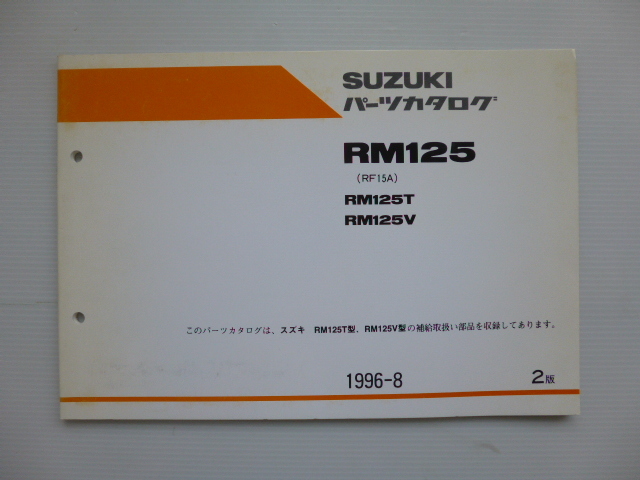 SUZUKI
パーツカタログ
RM125
(RF15A)
RM125T
RM125V
このパーツカタログは、スズキ RM125T型、RM125V型の補給取扱い部品を収録してあります。
1996-8
2版